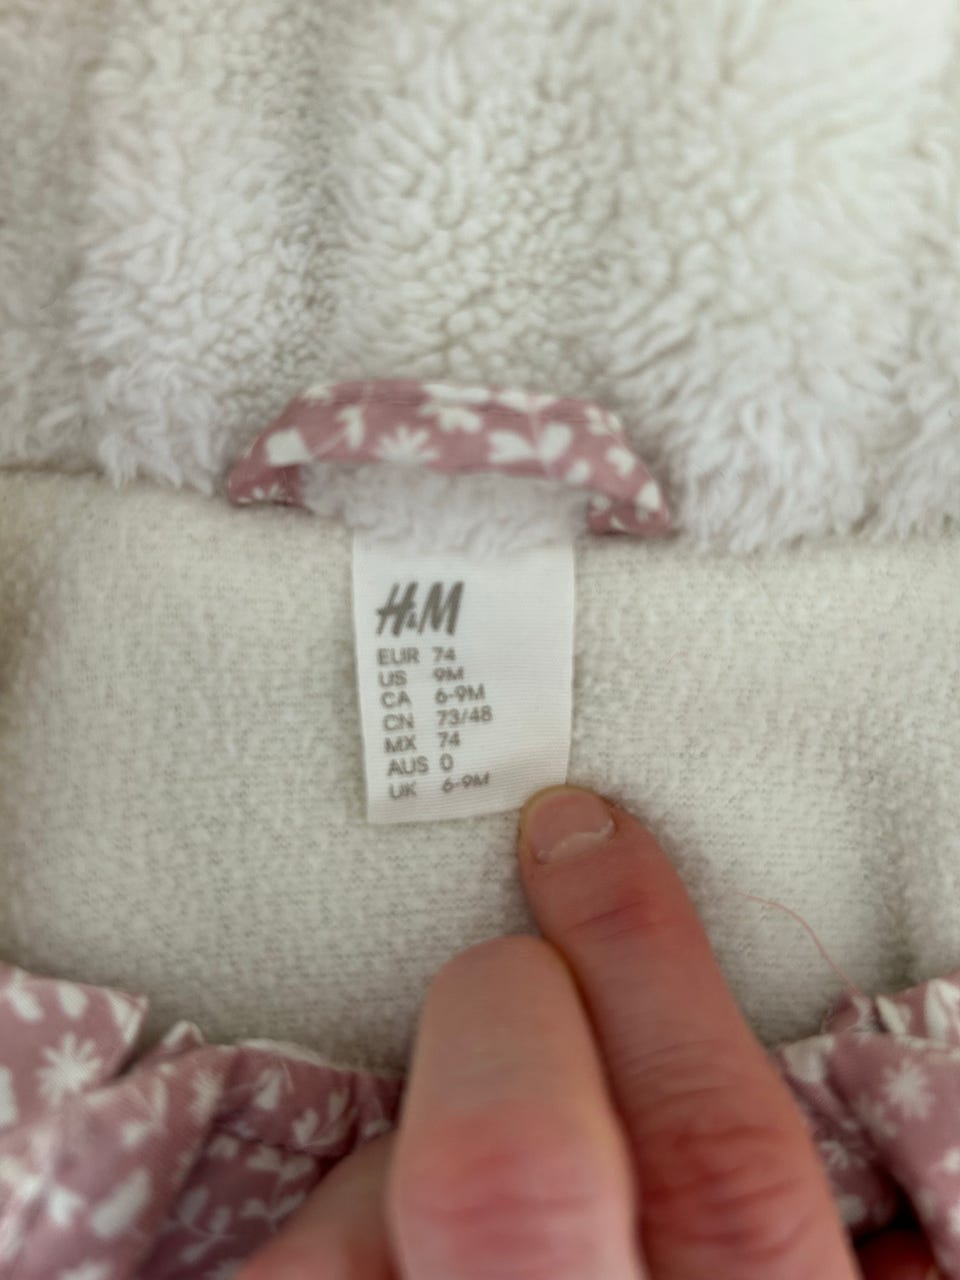 H&M
EUR 74
US 9M
CA 6-9M
CN 73/48
MX 74
AUS 0
UK 6-9M